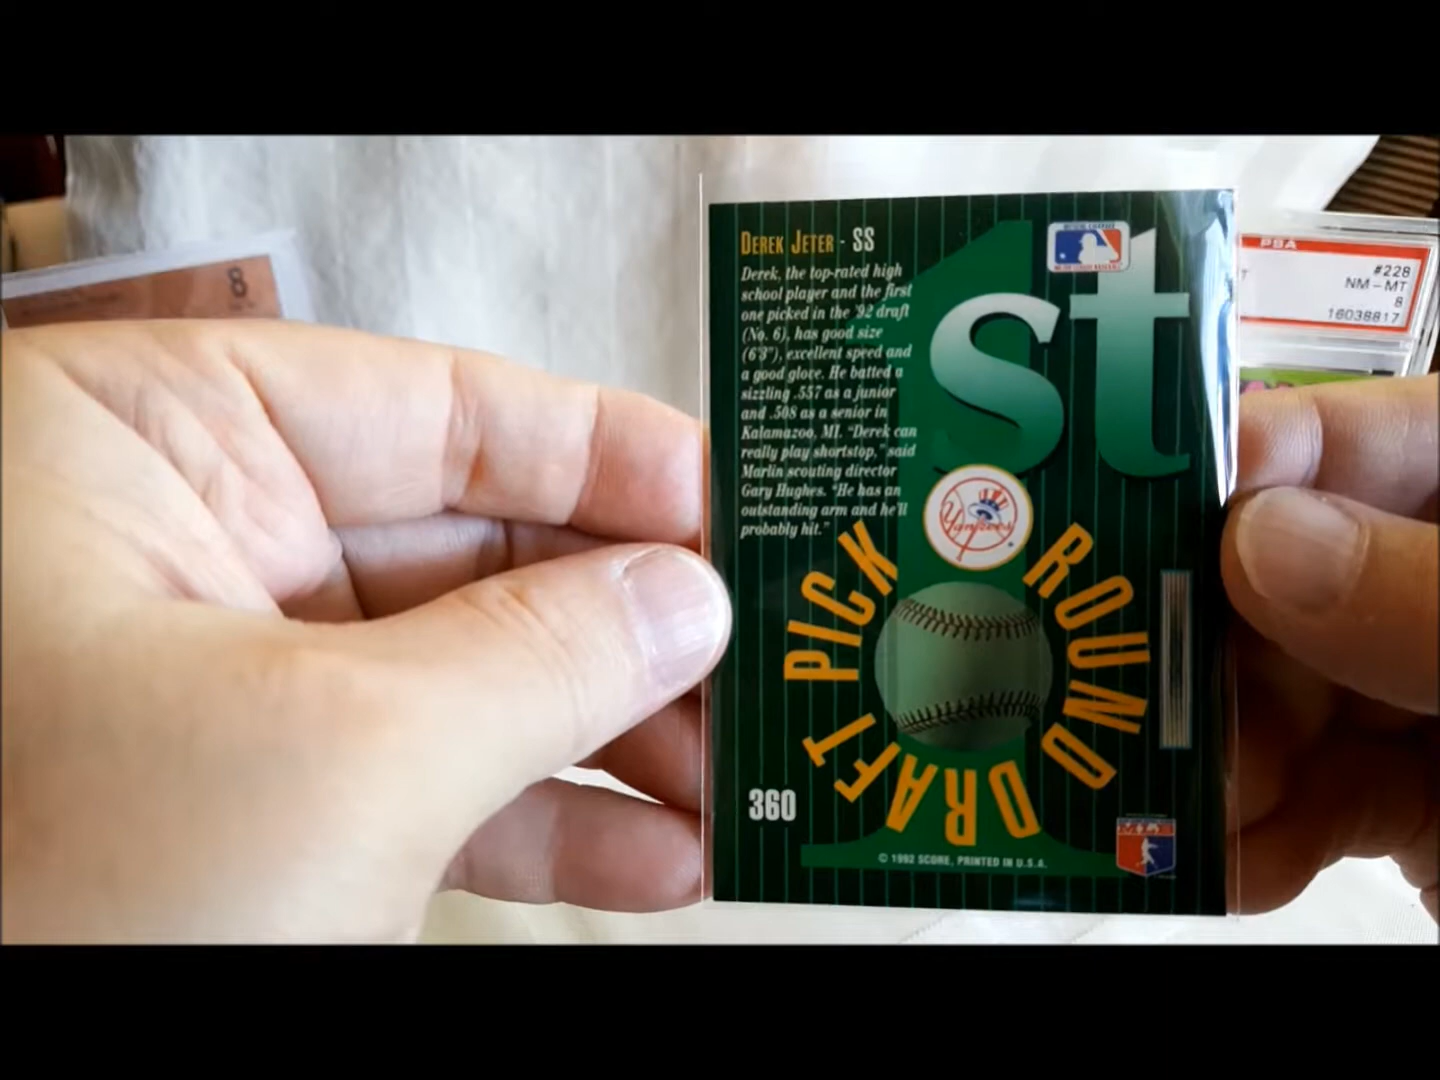 DEREK JETER - SS
Derek, the top-rated high
school player and the first
one picked in the '92 draft
(No. 6), has good size
(6'3"), excellent speed and
a good glove. He batted a
sizzling .557 as a junior
and .508 as a senior in
Kalamazoo, MI. "Derek can
really play shortstop," said
Marlin scouting director
Gary Hughes. "He has an
outstanding arm and he'll
probably hit."
1st
Yankees
ROUND DRAFT PICK
360
© 1992 SCORE, PRINTED IN U.S.A.
PSA
#228
NM-MT
8
16038817
8